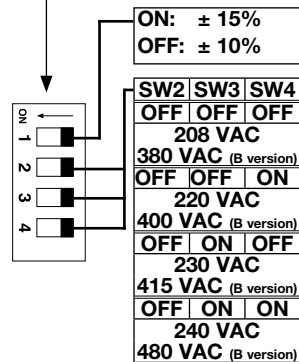 ON: ± 15%
OFF: ± 10%
SW2 SW3 SW4
OFF OFF OFF
208 VAC
380 VAC (B version)
OFF OFF ON
220 VAC
400 VAC (B version)
OFF ON OFF
230 VAC
415 VAC (B version)
OFF ON ON
240 VAC
480 VAC (B version)
ON
1
2
3
4